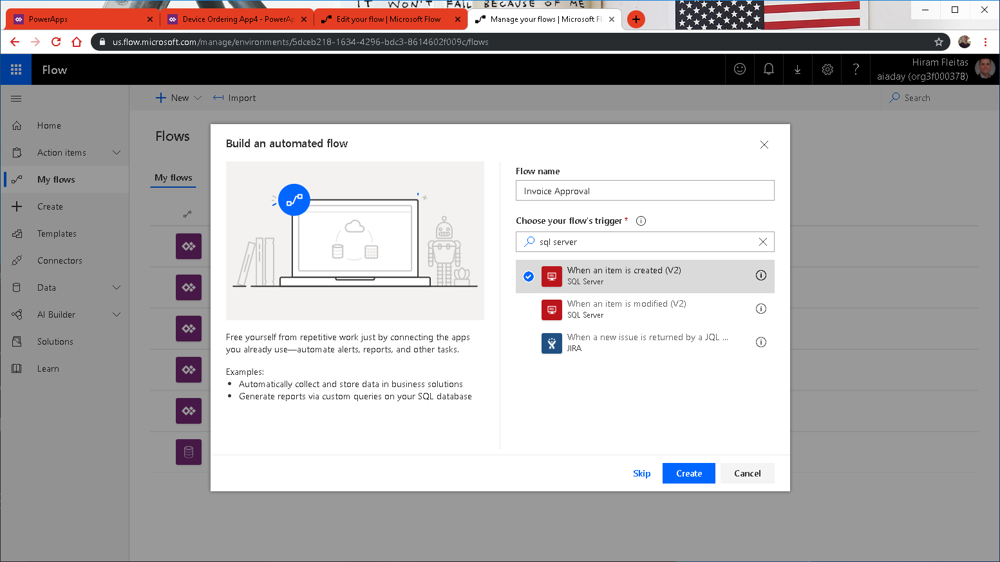 IT WON'T FAIL BECAUSE OF ME
PowerApps
Device Ordering App4 - PowerAp
Edit your flow | Microsoft Flow
Manage your flows | Microsoft Fl
us.flow.microsoft.com/manage/environments/5dceb218-1634-4296-bdc3-8614602f009c/flows
Flow
?
Hiram Fleitas
aiaday (org3f000378)
New
Import
Search
Home
Action items
My flows
Create
Templates
Connectors
Data
AI Builder
Solutions
Learn
Flows
My flows
Build an automated flow
Free yourself from repetitive work just by connecting the apps
you already use—automate alerts, reports, and other tasks.
Examples:
• Automatically collect and store data in business solutions
• Generate reports via custom queries on your SQL database
Flow name
Invoice Approval
Choose your flow's trigger *
sql server
When an item is created (V2)
SQL Server
When an item is modified (V2)
SQL Server
When a new issue is returned by a JQL ...
JIRA
Skip
Create
Cancel